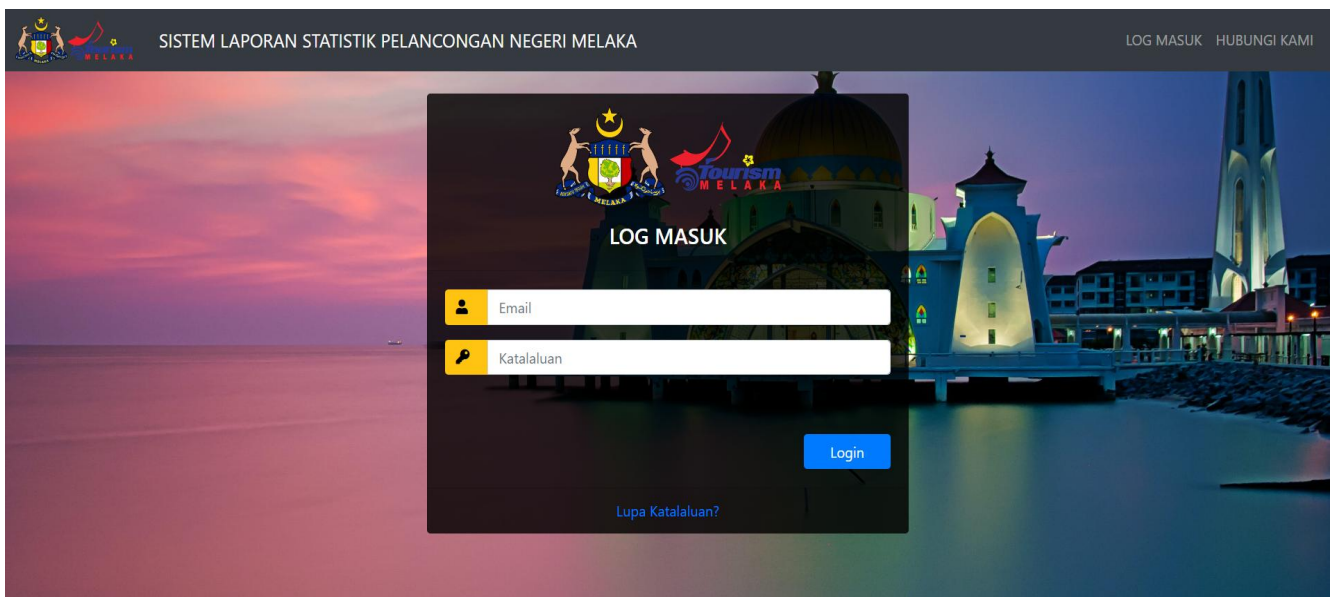 SISTEM LAPORAN STATISTIK PELANCONGAN NEGERI MELAKA
LOG MASUK HUBUNGI KAMI
Tourism
MELAKA
MELAKA
LOG MASUK
Email
Katalaluan
Login
Lupa Katalaluan?